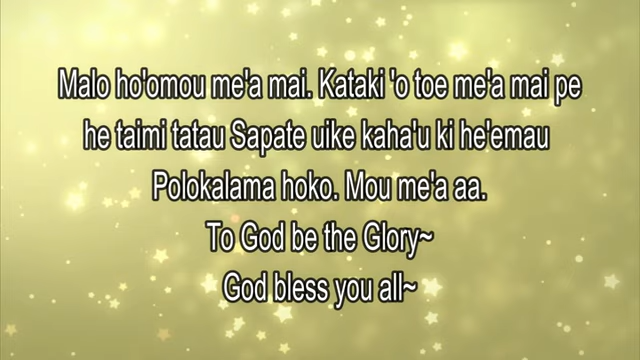 Malo ho'omou me'a mai. Kataki 'o toe me'a mai pe
he taimi tatau Sapate uike kaha'u ki he'emau
Polokalama hoko. Mou me'a aa.
To God be the Glory~
God bless you all~